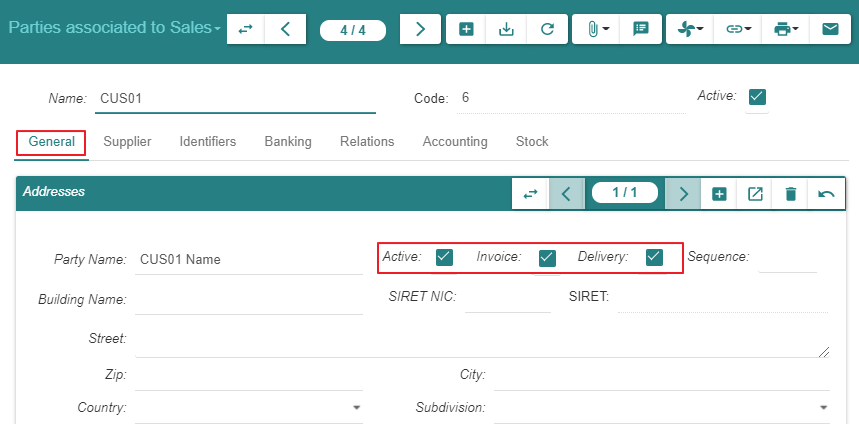 Parties associated to Sales
4 / 4
Name: CUS01 Code: 6 Active:
General Supplier Identifiers Banking Relations Accounting Stock
Addresses
1 / 1
Party Name: CUS01 Name Active: Invoice: Delivery: Sequence:
Building Name: SIRET NIC: SIRET:
Street:
Zip: City:
Country: Subdivision: